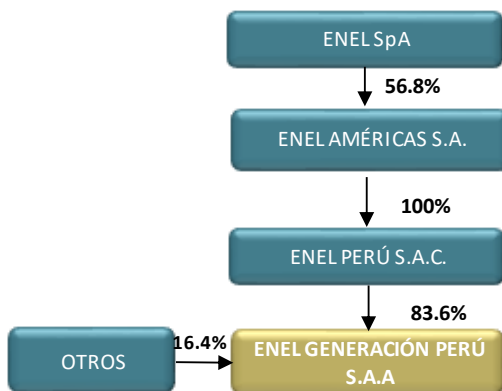 ENEL SpA
56.8%
ENEL AMÉRICAS S.A.
100%
ENEL PERÚ S.A.C.
83.6%
16.4%
OTROS
ENEL GENERACIÓN PERÚ
S.A.A